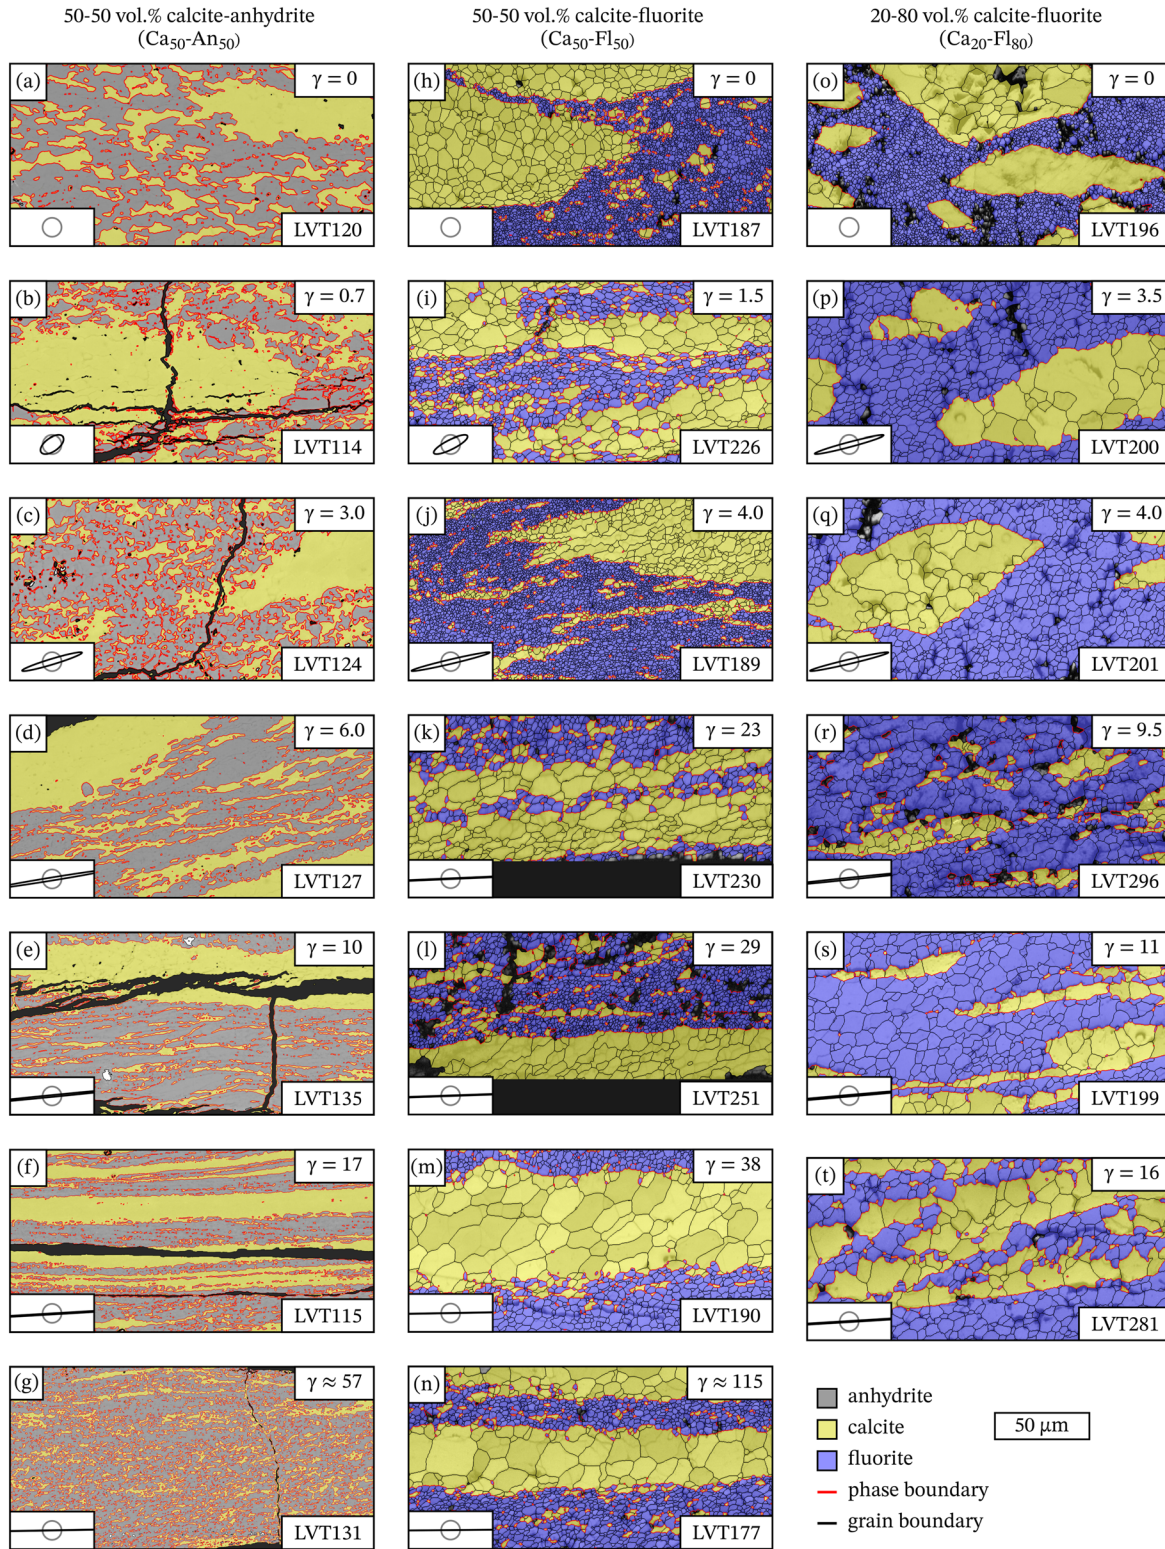 50-50 vol.% calcite-anhydrite
(Ca₅₀-An₅₀)
50-50 vol.% calcite-fluorite
(Ca₅₀-Fl₅₀)
20-80 vol.% calcite-fluorite
(Ca₂₀-Fl₈₀)
(a)
γ = 0
LVT120
(h)
γ = 0
LVT187
(o)
γ = 0
LVT196
(b)
γ = 0.7
LVT114
(i)
γ = 1.5
LVT226
(p)
γ = 3.5
LVT200
(c)
γ = 3.0
LVT124
(j)
γ = 4.0
LVT189
(q)
γ = 4.0
LVT201
(d)
γ = 6.0
LVT127
(k)
γ = 23
LVT230
(r)
γ = 9.5
LVT296
(e)
γ = 10
LVT135
(l)
γ = 29
LVT251
(s)
γ = 11
LVT199
(f)
γ = 17
LVT115
(m)
γ = 38
LVT190
(t)
γ = 16
LVT281
(g)
γ ≈ 57
LVT131
(n)
γ ≈ 115
LVT177
anhydrite
calcite
fluorite
phase boundary
grain boundary
50 μm